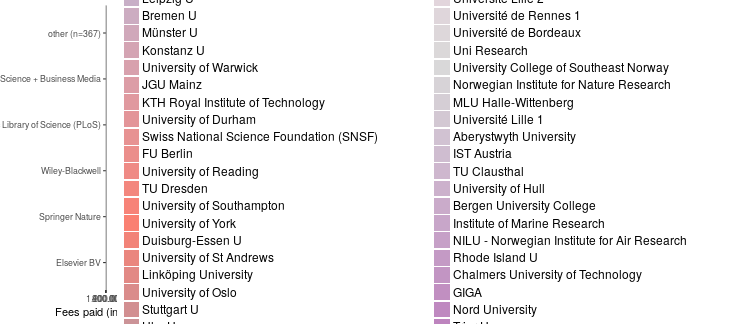 other (n=367)
Science + Business Media
Library of Science (PLoS)
Wiley-Blackwell
Springer Nature
Elsevier BV
Fees paid (in
Leipzig U
Bremen U
Münster U
Konstanz U
University of Warwick
JGU Mainz
KTH Royal Institute of Technology
University of Durham
Swiss National Science Foundation (SNSF)
FU Berlin
University of Reading
TU Dresden
University of Southampton
University of York
Duisburg-Essen U
University of St Andrews
Linköping University
University of Oslo
Stuttgart U
Université Lille 2
Université de Rennes 1
Université de Bordeaux
Uni Research
University College of Southeast Norway
Norwegian Institute for Nature Research
MLU Halle-Wittenberg
Université Lille 1
Aberystwyth University
IST Austria
TU Clausthal
University of Hull
Bergen University College
Institute of Marine Research
NILU - Norwegian Institute for Air Research
Rhode Island U
Chalmers University of Technology
GIGA
Nord University